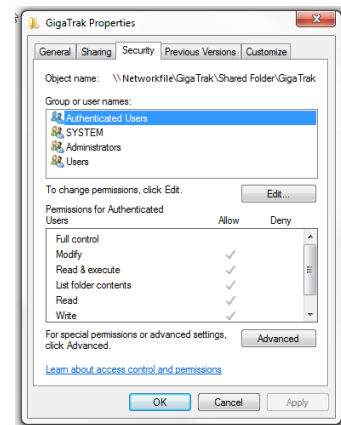 GigaTrak Properties
General Sharing Security Previous Versions Customize
Object name: \\Networkfile\GigaTrak\Shared Folder\GigaTrak
Group or user names:
Authenticated Users
SYSTEM
Administrators
Users
To change permissions, click Edit.
Edit...
Permissions for Authenticated
Users Allow Deny
Full control
Modify
Read & execute
List folder contents
Read
Write
For special permissions or advanced settings,
click Advanced.
Advanced
Learn about access control and permissions
OK Cancel Apply